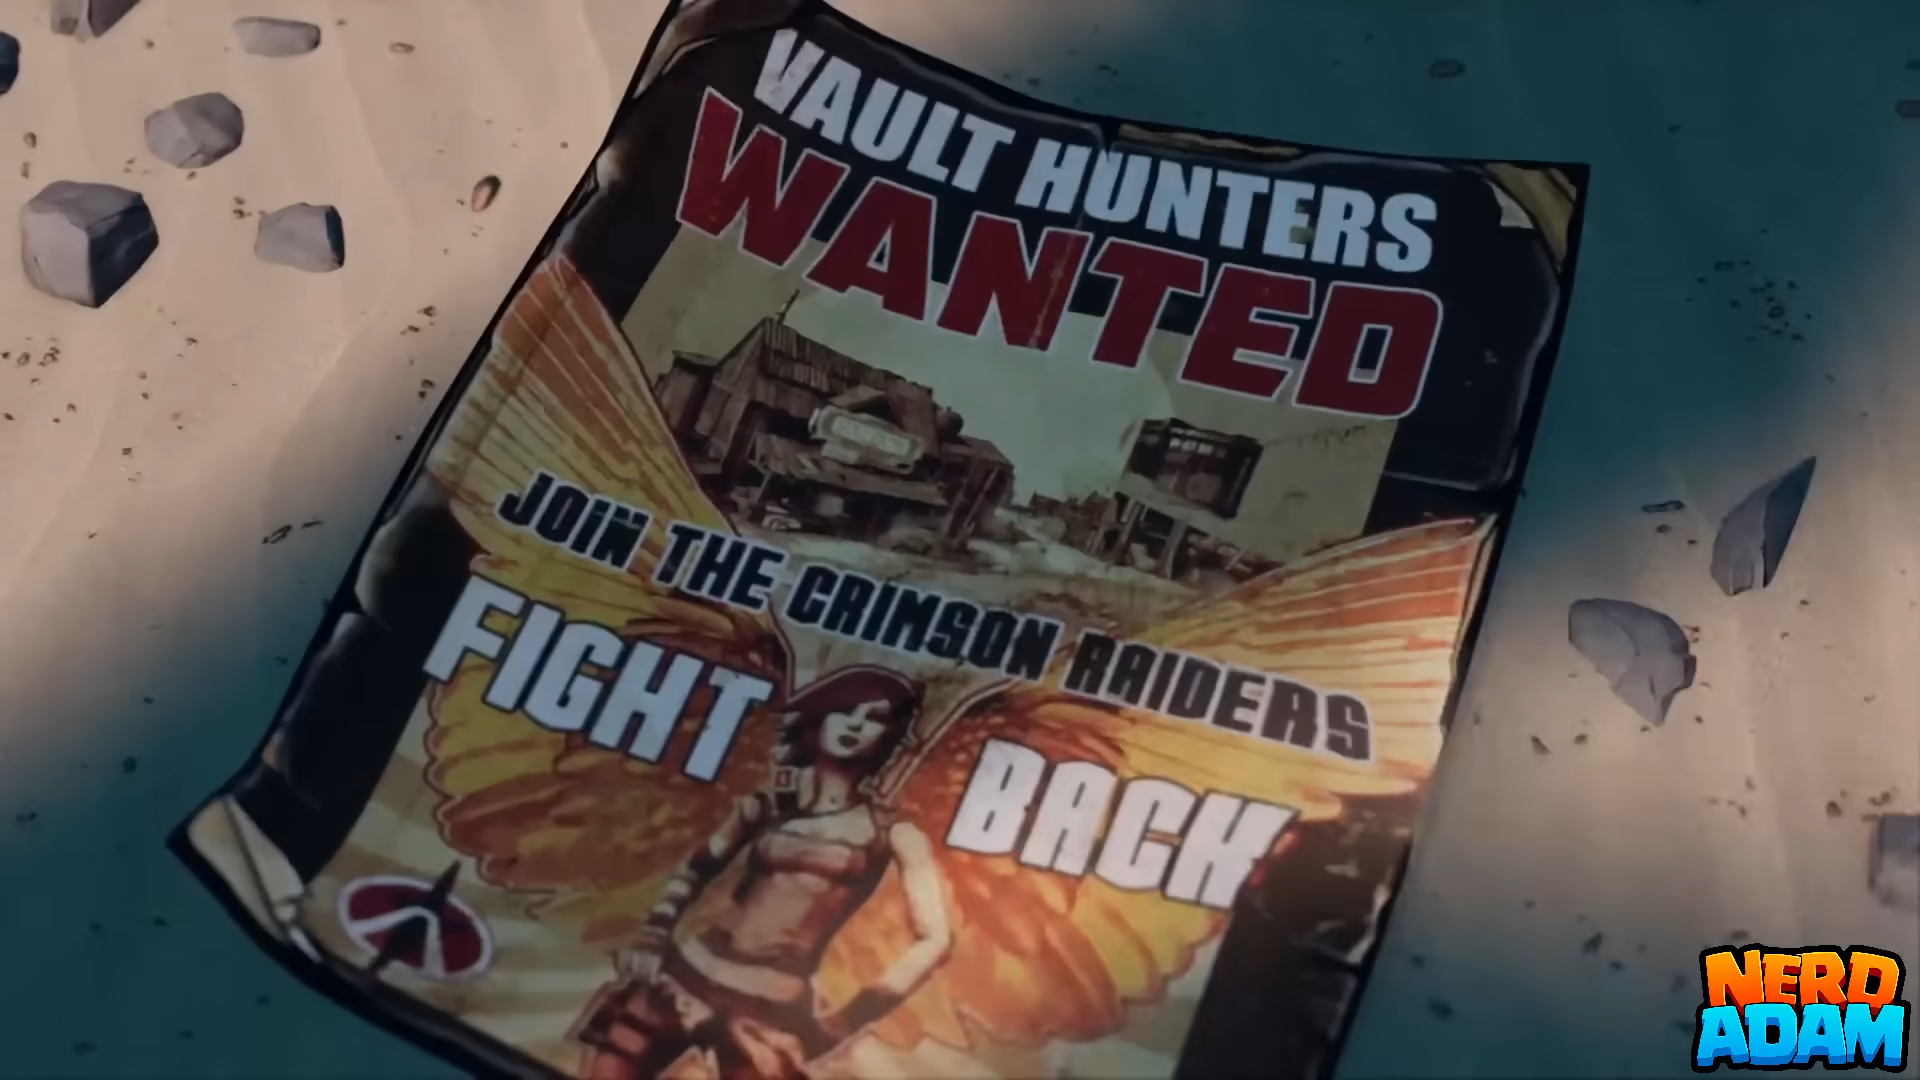 VAULT HUNTERS
WANTED
JOIN THE CRIMSON RAIDERS
FIGHT
BACK
NERD
ADAM